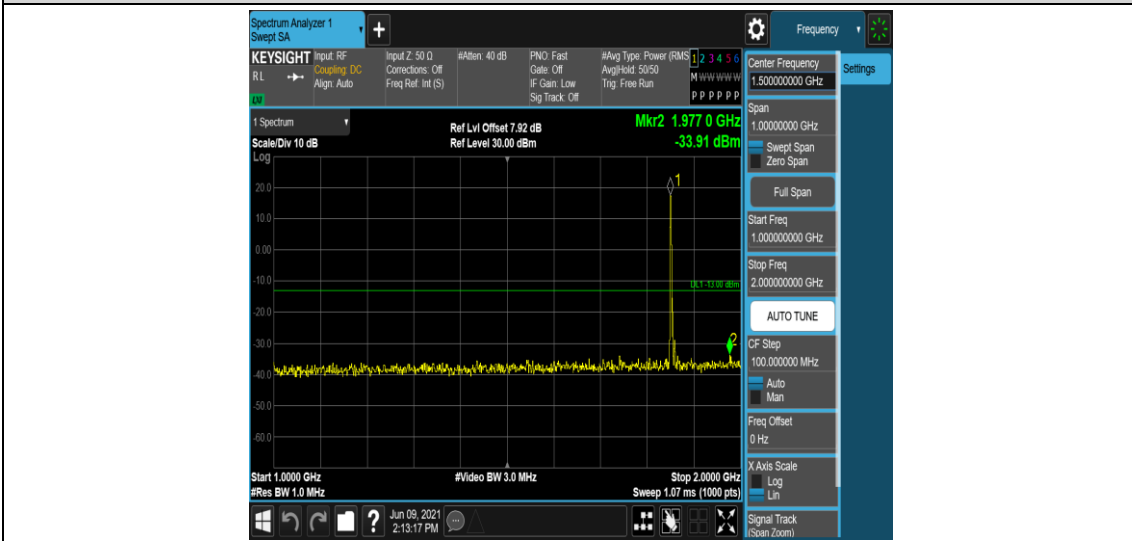 Spectrum Analyzer 1
Swept SA
+
Frequency
KEYSIGHT
RL
LNI
Input: RF
Coupling: DC
Align: Auto
Input Z: 50 Ω
Corrections: Off
Freq Ref: Int (S)
#Atten: 40 dB
PNO: Fast
Gate: Off
IF Gain: Low
Sig Track: Off
#Avg Type: Power (RMS
Avg|Hold: 50/50
Trig: Free Run
1 2 3 4 5 6
M W W W W W
P P P P P P
1 Spectrum
Scale/Div 10 dB
Log
Ref Lvl Offset 7.92 dB
Ref Level 30.00 dBm
Mkr2 1.977 0 GHz
-33.91 dBm
1
20.0
10.0
0.00
-10.0
DL1 -13.00 dBm
-20.0
-30.0
2
-40.0
-50.0
-60.0
Start 1.0000 GHz
#Res BW 1.0 MHz
#Video BW 3.0 MHz
Stop 2.0000 GHz
Sweep 1.07 ms (1000 pts)
Center Frequency
1.500000000 GHz
Settings
Span
1.00000000 GHz
Swept Span
Zero Span
Full Span
Start Freq
1.000000000 GHz
Stop Freq
2.000000000 GHz
AUTO TUNE
CF Step
100.000000 MHz
Auto
Man
Freq Offset
0 Hz
X Axis Scale
Log
Lin
Signal Track
(Span Zoom)
?
Jun 09, 2021
2:13:17 PM